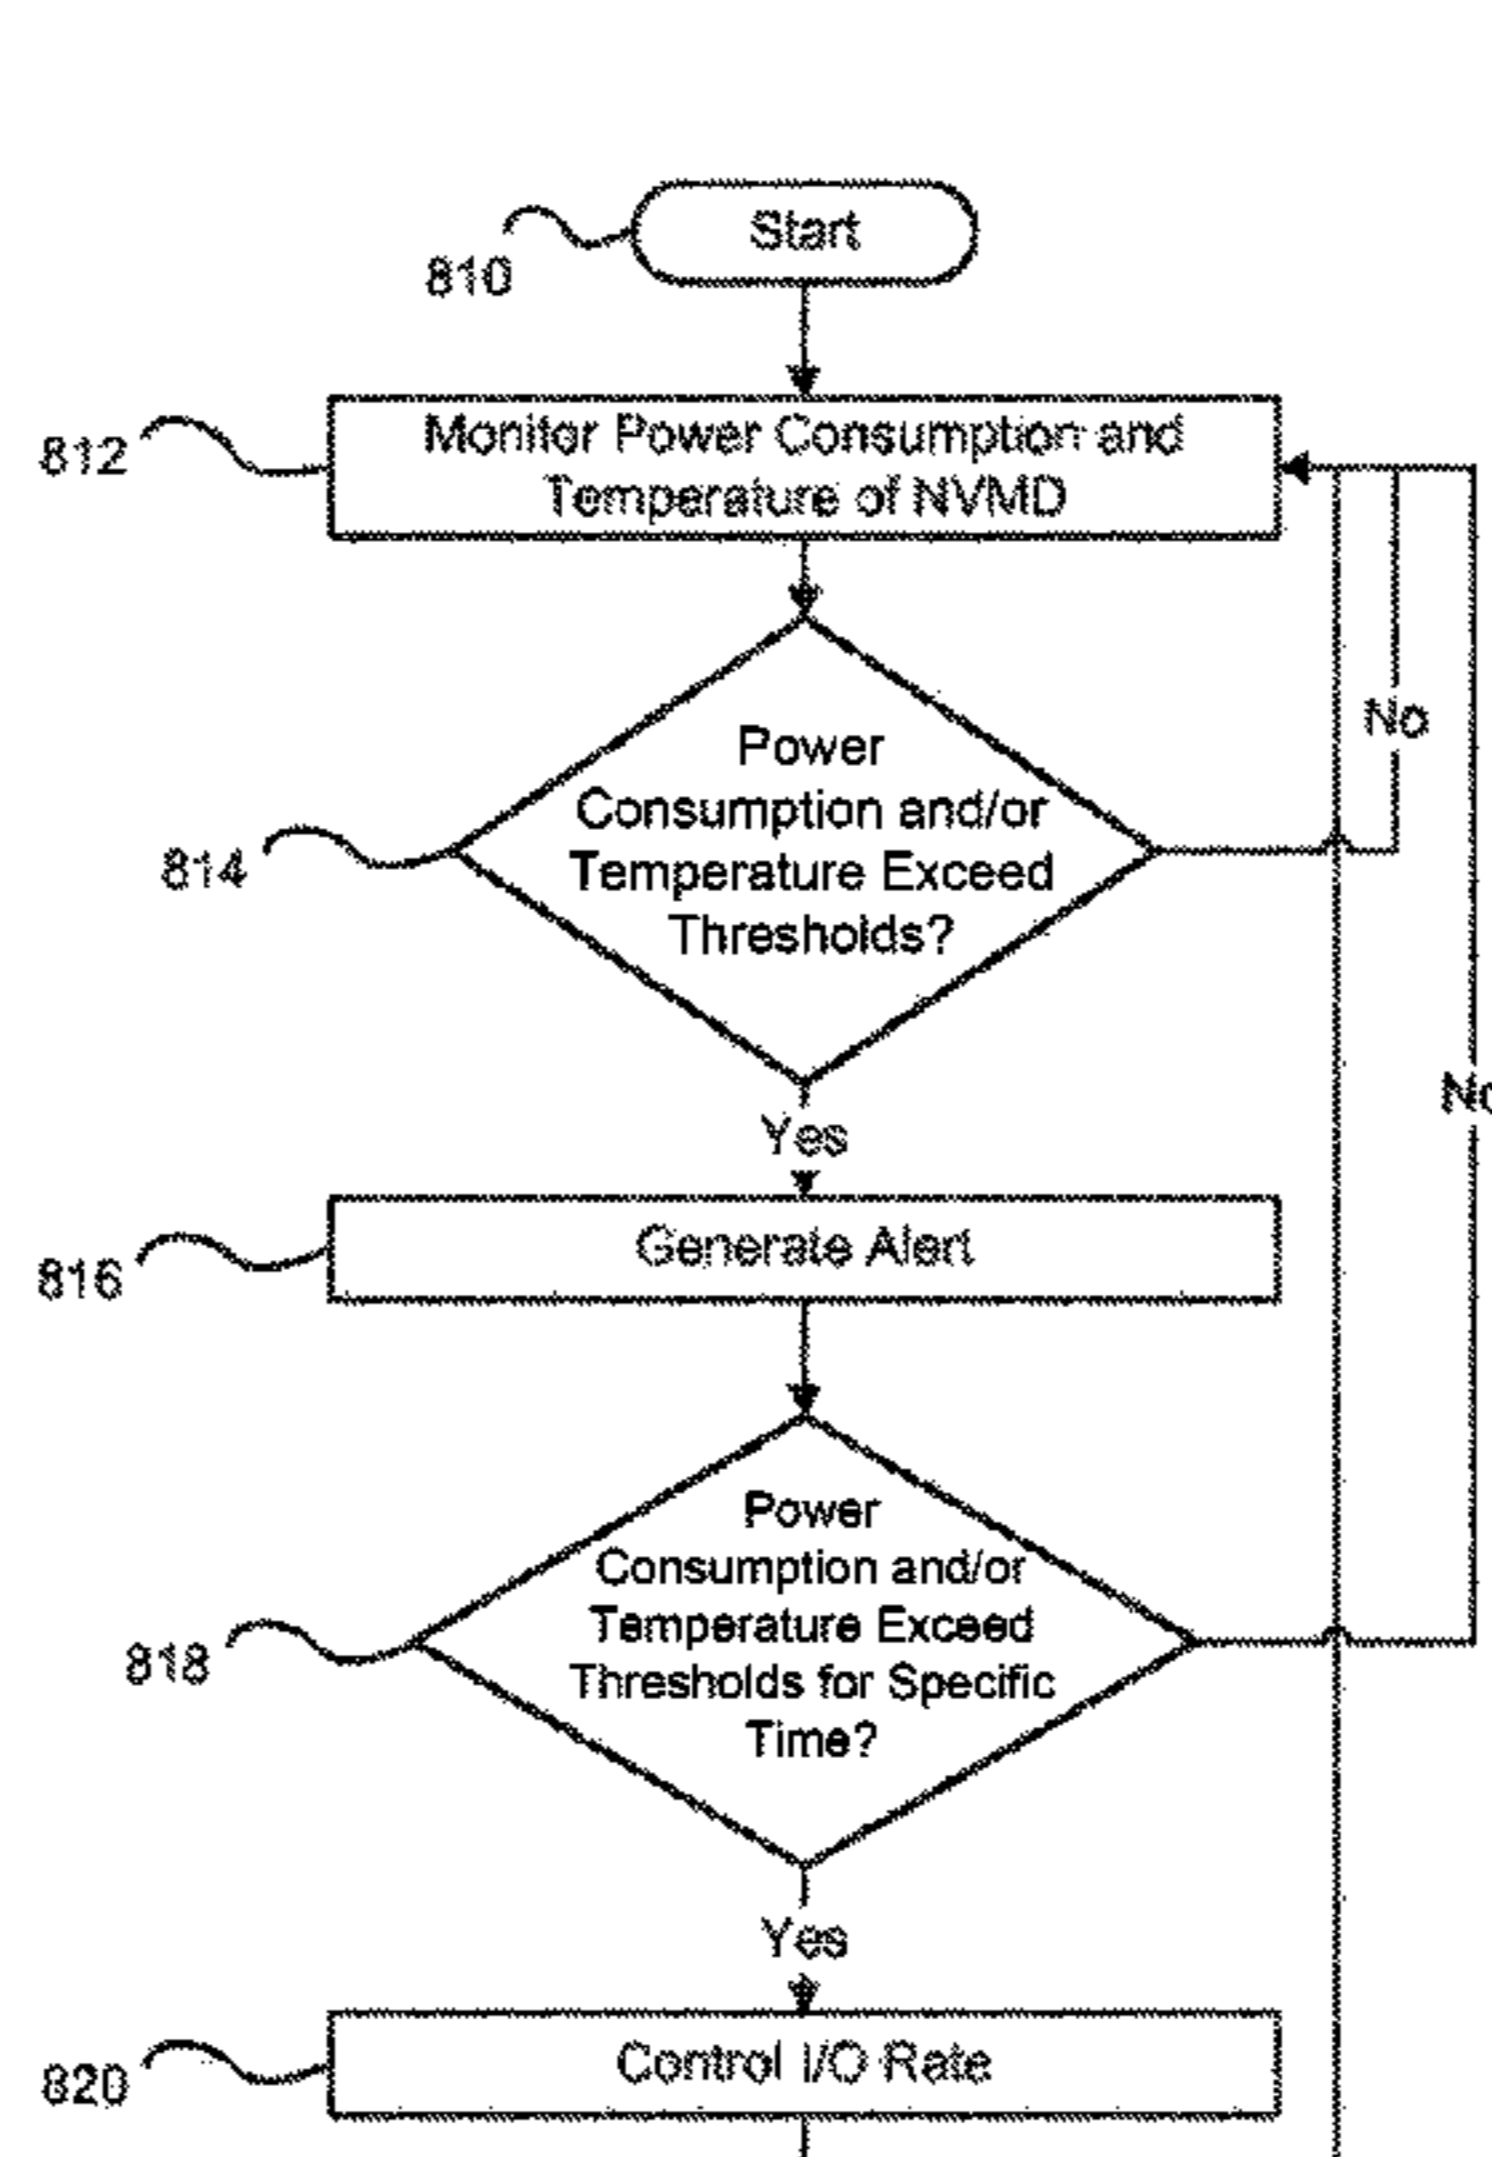 Start
810
Monitor Power Consumption and
Temperature of NVMD
812
No
Power
Consumption and/or
Temperature Exceed
Thresholds?
814
No
Yes
Generate Alert
816
Power
Consumption and/or
Temperature Exceed
Thresholds for Specific
Time?
818
Yes
Control I/O Rate
820